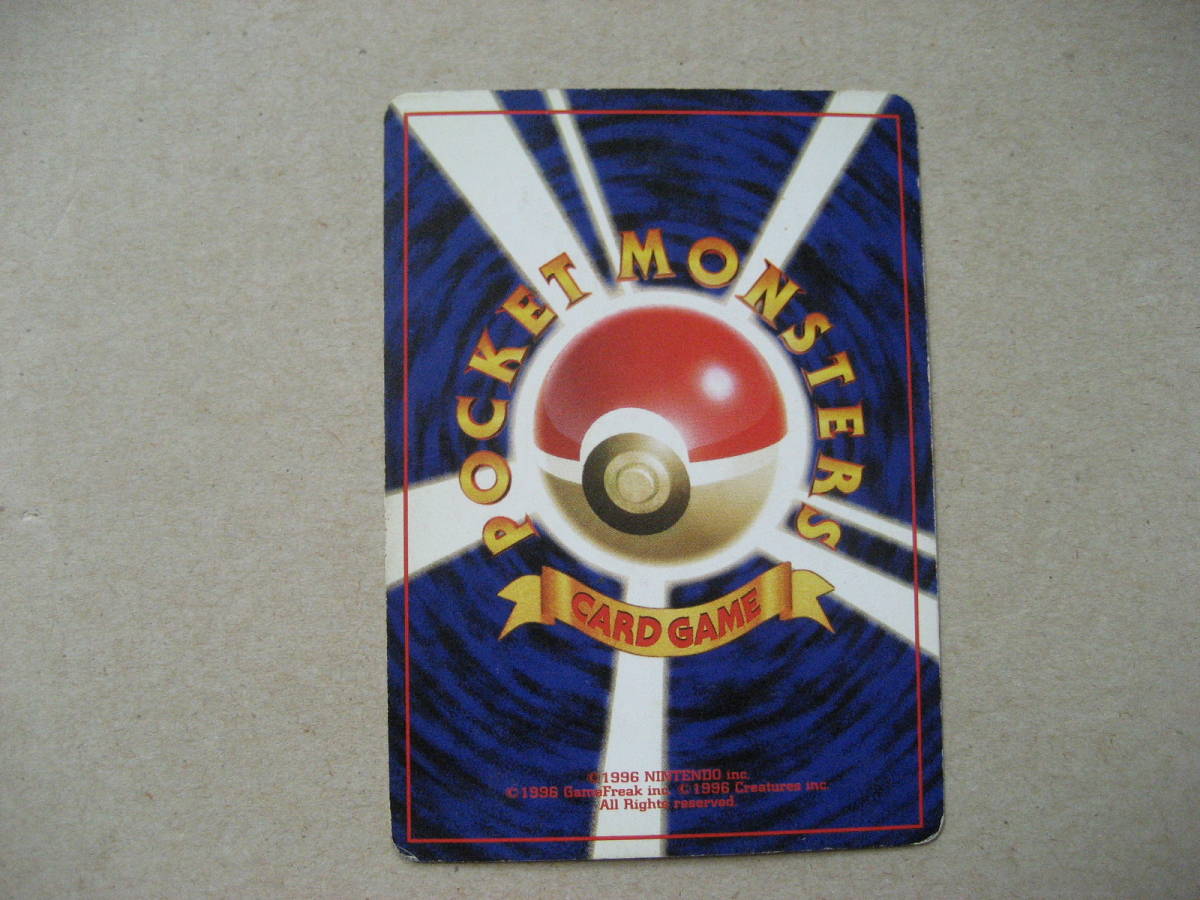 POCKET MONSTERS
CARD GAME
©1996 NINTENDO inc.
©1996 GameFreak inc. ©1996 Creatures inc.
All Rights reserved.